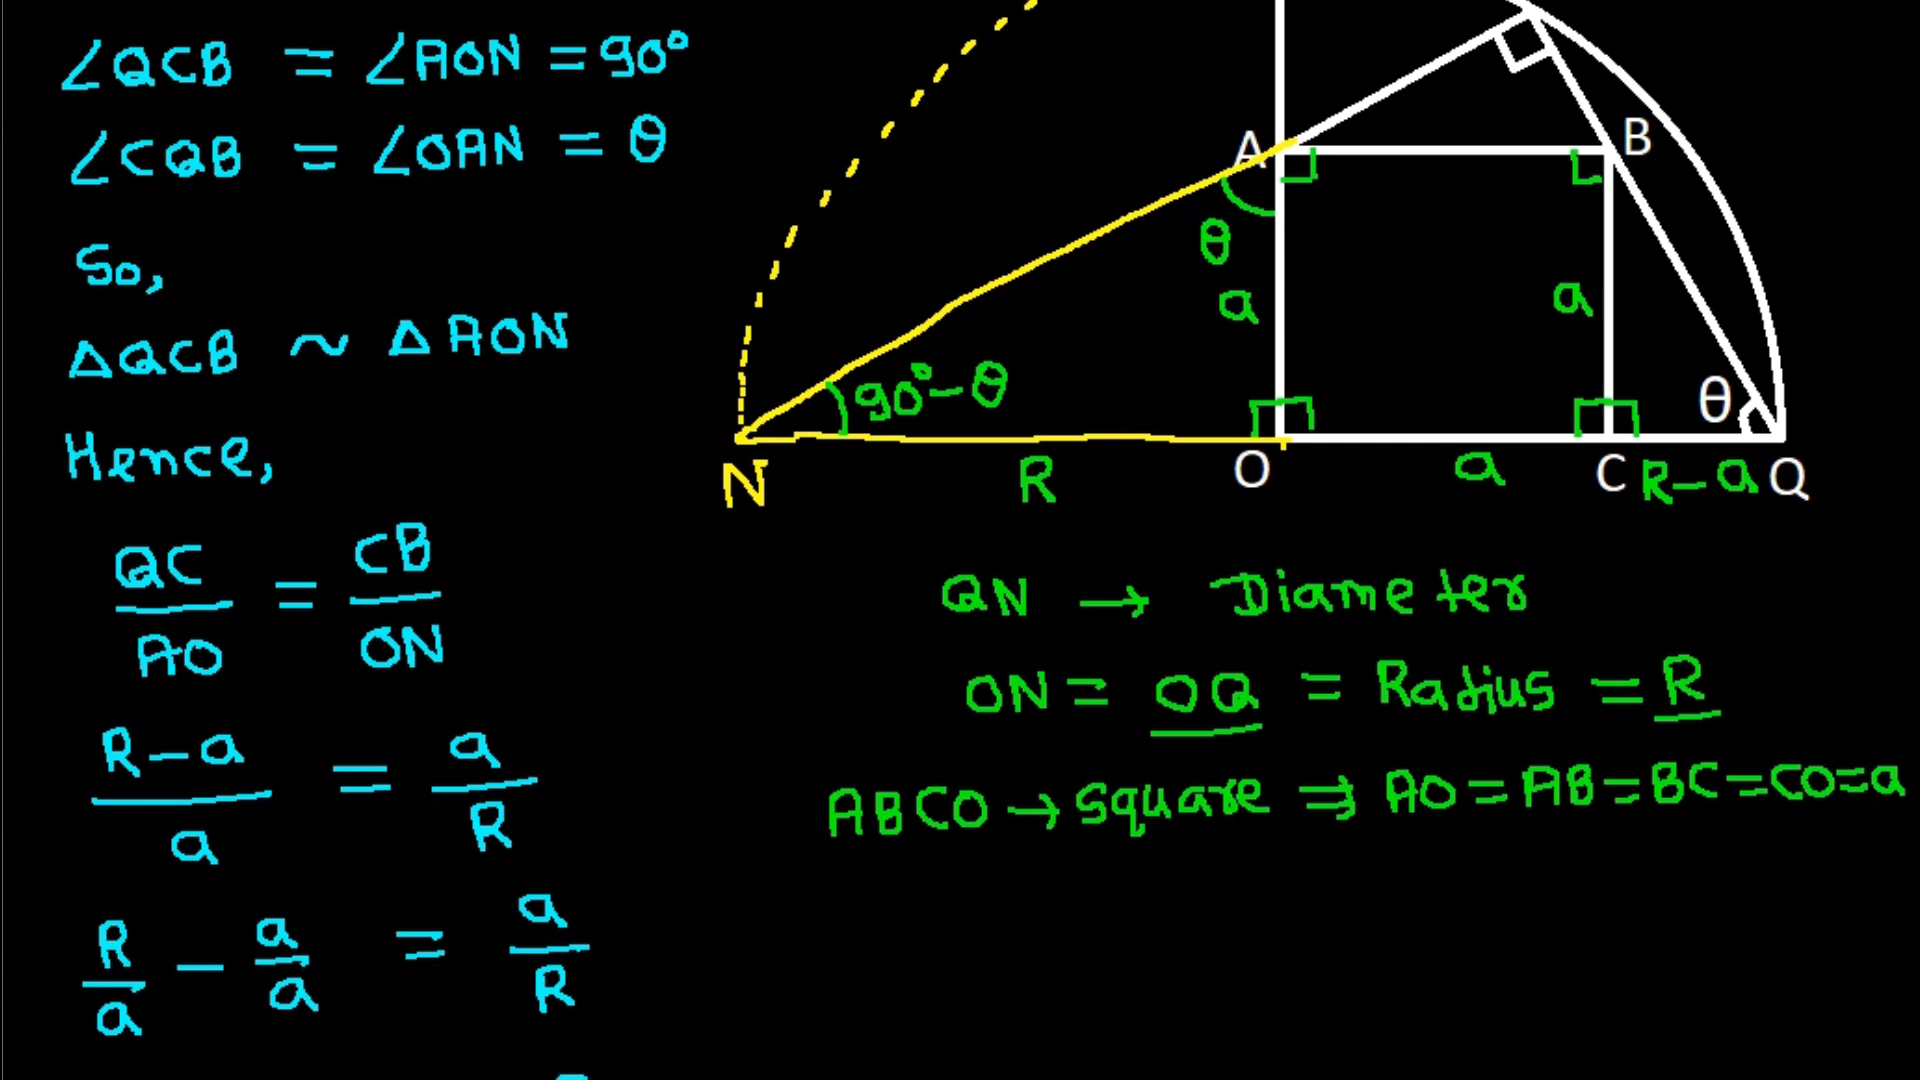 ∠QCB = ∠AON = 90°
∠CQB = ∠OAN = θ
So,
ΔQCB ~ ΔAON
Hence,
QC/AO = CB/ON
R-a/a = a/R
R/a - a/a = a/R
A
B
θ
a
a
90°-θ
θ
N
R
O
a
C
R-a
Q
QN → Diameter
ON = OQ = Radius = R
ABCO → square ⇒ AO = AB = BC = CO = a